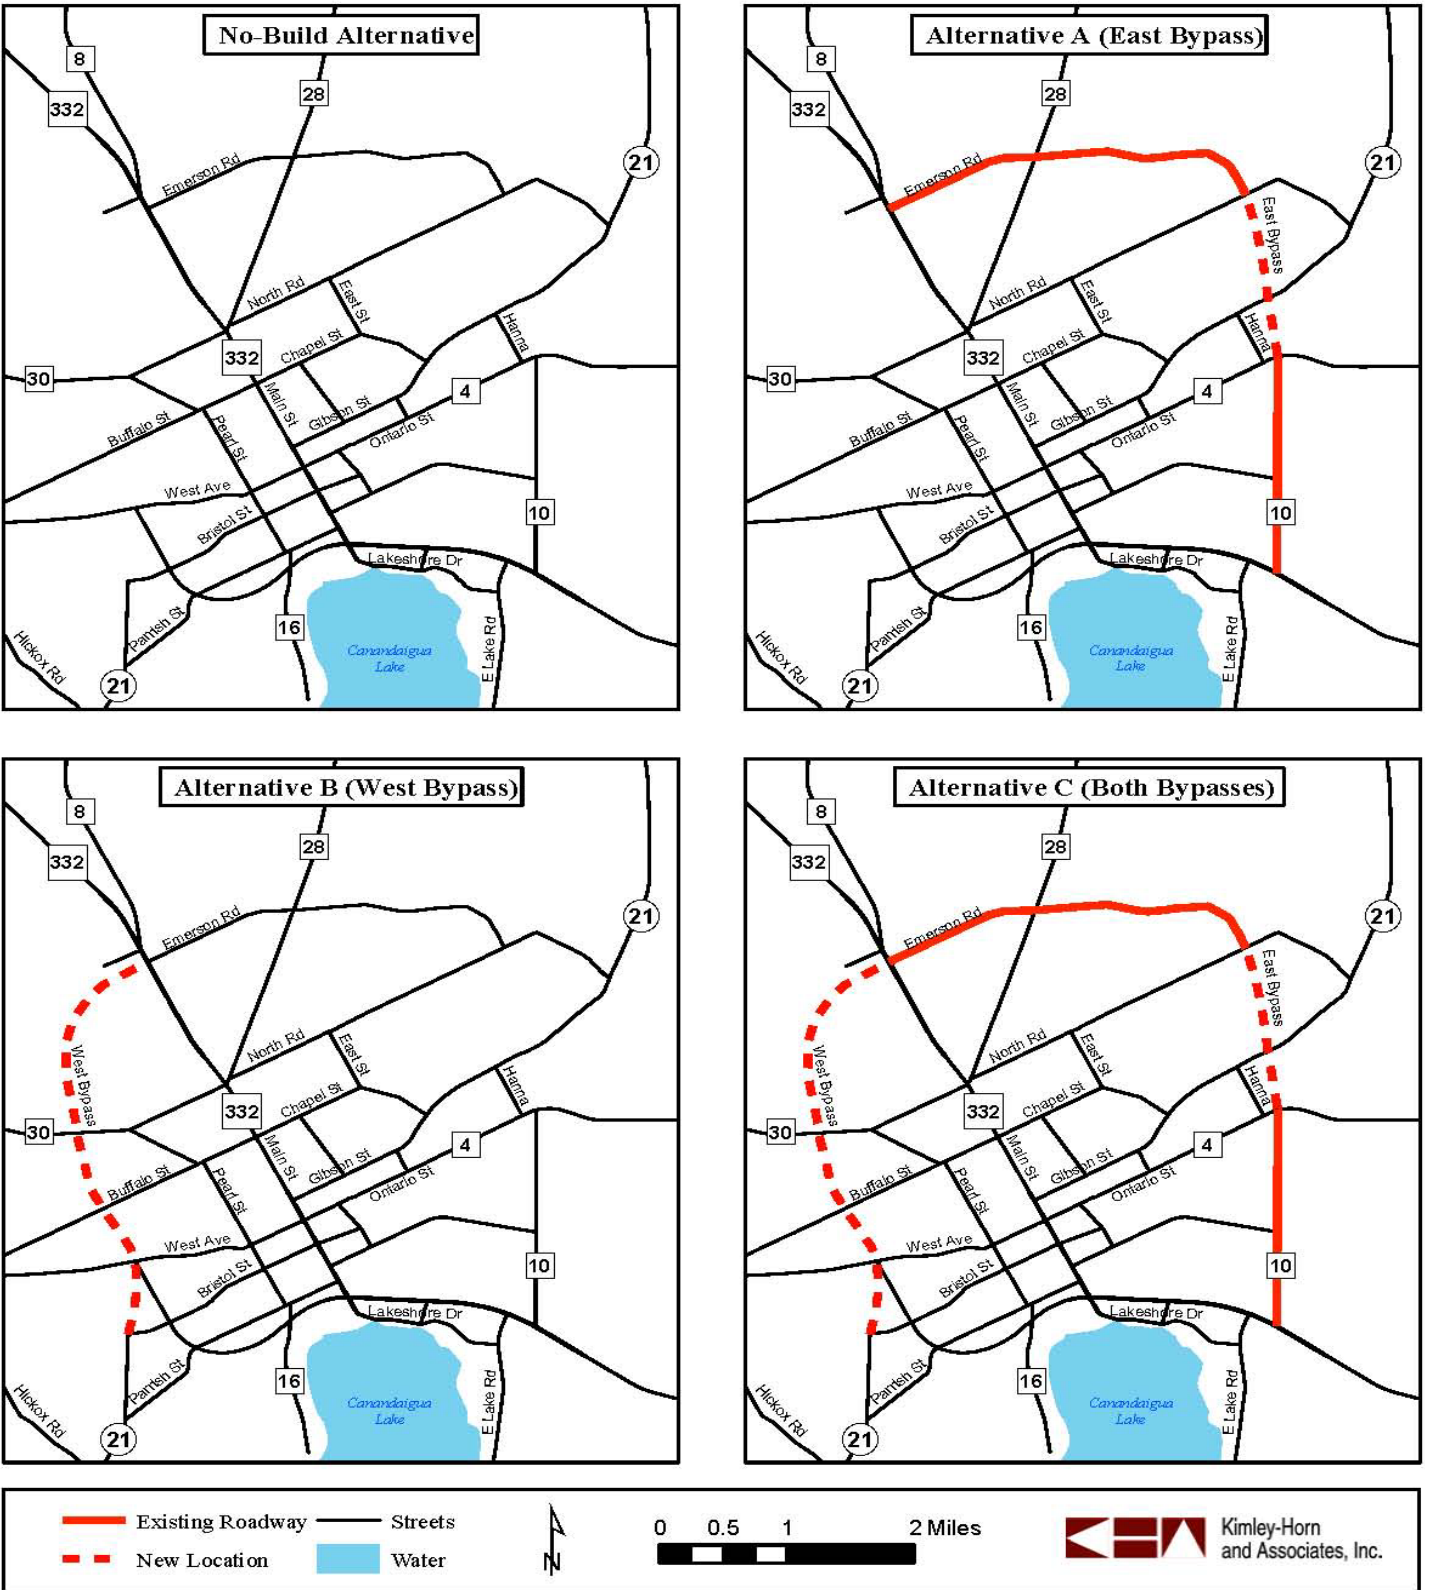 No-Build Alternative
8
332
28
21
Emerson Rd
North Rd
East St
Hanna
332
Chapel St
30
4
Main St
Gibson St
Buffalo St
Pearl St
Ontario St
West Ave
Bristol St
10
Lakeshore Dr
16
Parrish St
Hickox Rd
Canandaigua
Lake
E Lake Rd
21
Alternative A (East Bypass)
8
332
28
21
Emerson Rd
East Bypass
North Rd
East St
Hanna
332
Chapel St
30
4
Main St
Gibson St
Buffalo St
Pearl St
Ontario St
West Ave
Bristol St
10
Lakeshore Dr
16
Parrish St
Hickox Rd
Canandaigua
Lake
E Lake Rd
21
Alternative B (West Bypass)
8
332
28
21
Emerson Rd
North Rd
East St
West Bypass
Hanna
332
Chapel St
30
4
Main St
Gibson St
Buffalo St
Pearl St
Ontario St
West Ave
Bristol St
10
Lakeshore Dr
16
Parrish St
Hickox Rd
Canandaigua
Lake
E Lake Rd
21
Alternative C (Both Bypasses)
8
332
28
21
Emerson Rd
East Bypass
North Rd
East St
West Bypass
Hanna
332
Chapel St
30
4
Main St
Gibson St
Buffalo St
Pearl St
Ontario St
West Ave
Bristol St
10
Lakeshore Dr
16
Parrish St
Hickox Rd
Canandaigua
Lake
E Lake Rd
21
Existing Roadway
Streets
New Location
Water
N
0 0.5 1 2 Miles
Kimley-Horn
and Associates, Inc.